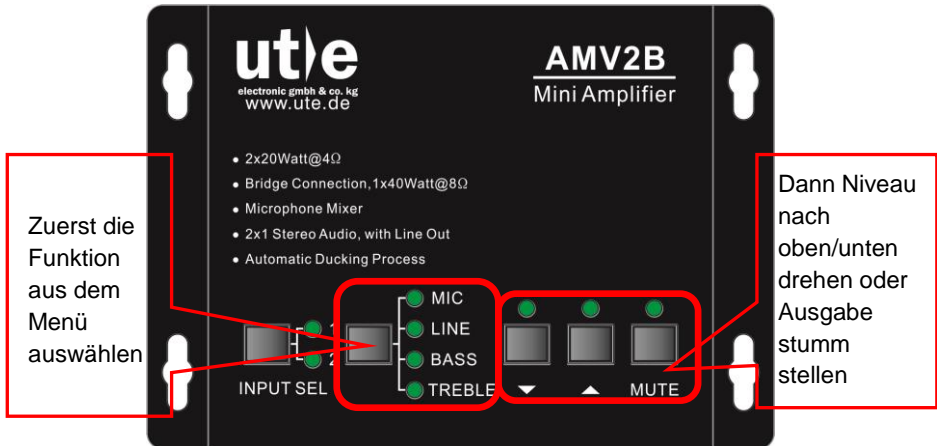 ut|e
electronic gmbh & co. kg
www.ute.de
AMV2B
Mini Amplifier
• 2x20Watt@4Ω
• Bridge Connection,1x40Watt@8Ω
• Microphone Mixer
• 2x1 Stereo Audio, with Line Out
• Automatic Ducking Process
Zuerst die
Funktion
aus dem
Menü
auswählen
Dann Niveau
nach
oben/unten
drehen oder
Ausgabe
stumm
stellen
1
2
INPUT SEL
MIC
LINE
BASS
TREBLE
MUTE